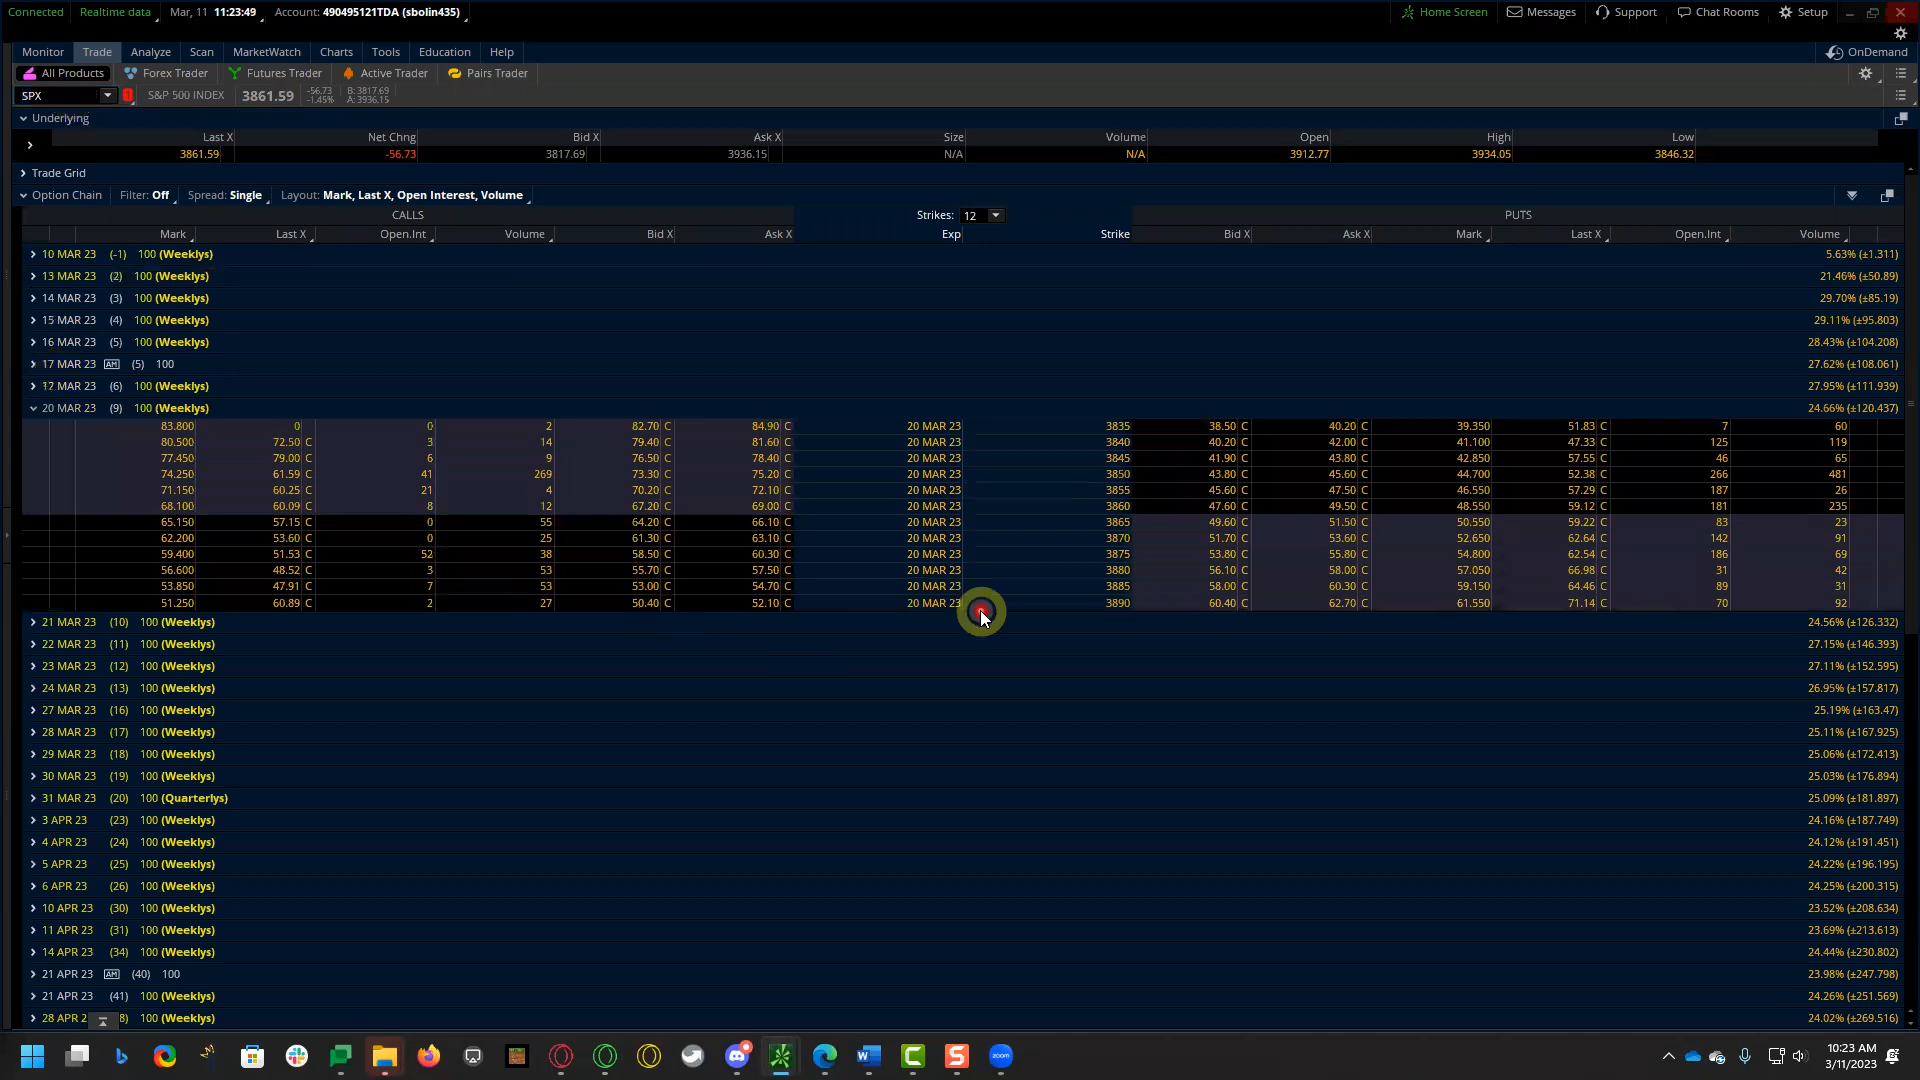 Connected Realtime data Mar, 11 11:23:49 Account: 490495121TDA (sbolin435) Home Screen Messages Support Chat Rooms Setup
Monitor Trade Analyze Scan MarketWatch Charts Tools Education Help OnDemand
All Products Forex Trader Futures Trader Active Trader Pairs Trader
SPX S&P 500 INDEX 3861.59 -56.73 -1.45% B: 3817.69 A: 3936.15
Underlying
Last X Net Chng Bid X Ask X Size Volume Open High Low
3861.59 -56.73 3817.69 3936.15 N/A N/A 3912.77 3934.05 3846.32
Trade Grid
Option Chain Filter: Off Spread: Single Layout: Mark, Last X, Open Interest, Volume
CALLS Strikes: 12 PUTS
Mark Last X Open.Int Volume Bid X Ask X Exp Strike Bid X Ask X Mark Last X Open.Int Volume
10 MAR 23 (-1) 100 (Weeklys) 5.63% (±1.311)
13 MAR 23 (2) 100 (Weeklys) 21.46% (±50.89)
14 MAR 23 (3) 100 (Weeklys) 29.70% (±85.19)
15 MAR 23 (4) 100 (Weeklys) 29.11% (±95.803)
16 MAR 23 (5) 100 (Weeklys) 28.43% (±104.208)
17 MAR 23 AM (5) 100 27.62% (±108.061)
MAR 23 (6) 100 (Weeklys) 27.95% (±111.939)
20 MAR 23 (9) 100 (Weeklys) 24.66% (±120.437)
83.800 0 0 2 82.70 C 84.90 C 20 MAR 23 3835 38.50 C 40.20 C 39.350 51.83 C 7 60
80.500 72.50 C 3 14 79.40 C 81.60 C 20 MAR 23 3840 40.20 C 42.00 C 41.100 47.33 C 125 119
77.450 79.00 C 6 9 76.50 C 78.40 C 20 MAR 23 3845 41.90 C 43.80 C 42.850 57.55 C 46 65
74.250 61.59 C 41 269 73.30 C 75.20 C 20 MAR 23 3850 43.80 C 45.60 C 44.700 52.38 C 266 481
71.150 60.25 C 21 4 70.20 C 72.10 C 20 MAR 23 3855 45.60 C 47.50 C 46.550 57.29 C 187 26
68.100 60.09 C 8 12 67.20 C 69.00 C 20 MAR 23 3860 47.60 C 49.50 C 48.550 59.12 C 181 235
65.150 57.15 C 0 55 64.20 C 66.10 C 20 MAR 23 3865 49.60 C 51.50 C 50.550 59.22 C 83 23
62.200 53.60 C 0 25 61.30 C 63.10 C 20 MAR 23 3870 51.70 C 53.60 C 52.650 62.64 C 142 91
59.400 51.53 C 52 38 58.50 C 60.30 C 20 MAR 23 3875 53.80 C 55.80 C 54.800 62.54 C 186 69
56.600 48.52 C 3 53 55.70 C 57.50 C 20 MAR 23 3880 56.10 C 58.00 C 57.050 66.98 C 31 42
53.850 47.91 C 7 53 53.00 C 54.70 C 20 MAR 23 3885 58.00 C 60.30 C 59.150 64.46 C 89 31
51.250 60.89 C 2 27 50.40 C 52.10 C 20 MAR 23 3890 60.40 C 62.70 C 61.550 71.14 C 70 92
21 MAR 23 (10) 100 (Weeklys) 24.56% (±126.332)
22 MAR 23 (11) 100 (Weeklys) 27.15% (±146.393)
23 MAR 23 (12) 100 (Weeklys) 27.11% (±152.595)
24 MAR 23 (13) 100 (Weeklys) 26.95% (±157.817)
27 MAR 23 (16) 100 (Weeklys) 25.19% (±163.47)
28 MAR 23 (17) 100 (Weeklys) 25.11% (±167.925)
29 MAR 23 (18) 100 (Weeklys) 25.06% (±172.413)
30 MAR 23 (19) 100 (Weeklys) 25.03% (±176.894)
31 MAR 23 (20) 100 (Quarterlys) 25.09% (±181.897)
3 APR 23 (23) 100 (Weeklys) 24.16% (±187.749)
4 APR 23 (24) 100 (Weeklys) 24.12% (±191.451)
5 APR 23 (25) 100 (Weeklys) 24.22% (±196.195)
6 APR 23 (26) 100 (Weeklys) 24.25% (±200.315)
10 APR 23 (30) 100 (Weeklys) 23.52% (±208.634)
11 APR 23 (31) 100 (Weeklys) 23.69% (±213.613)
14 APR 23 (34) 100 (Weeklys) 24.44% (±230.802)
21 APR 23 AM (40) 100 23.98% (±247.798)
21 APR 23 (41) 100 (Weeklys) 24.26% (±251.569)
28 APR 2 8) 100 (Weeklys) 24.02% (±269.516)
10:23 AM
3/11/2023